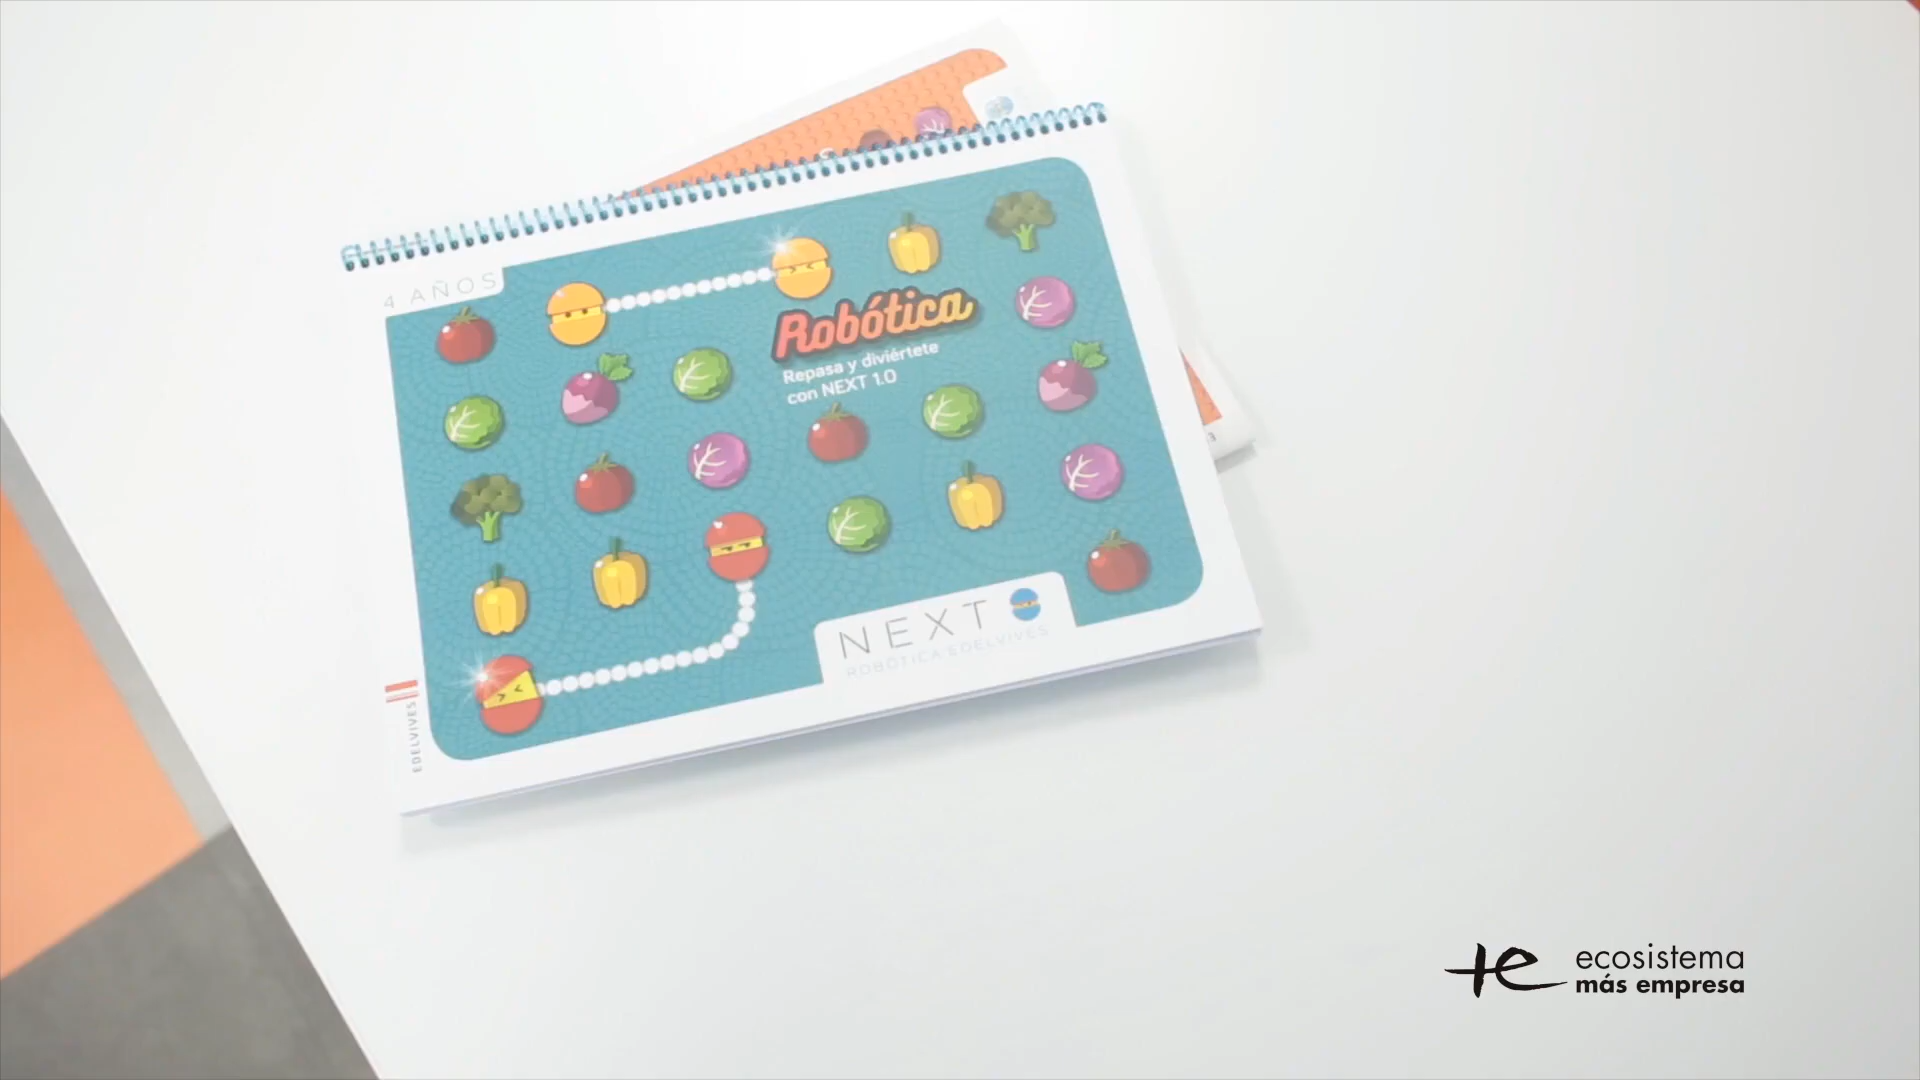 4 AÑOS
Robótica
Repasa y diviértete
con NEXT 1.0
NEXT
ROBÓTICA EDELVIVES
EDELVIVES
ecosistema
más empresa